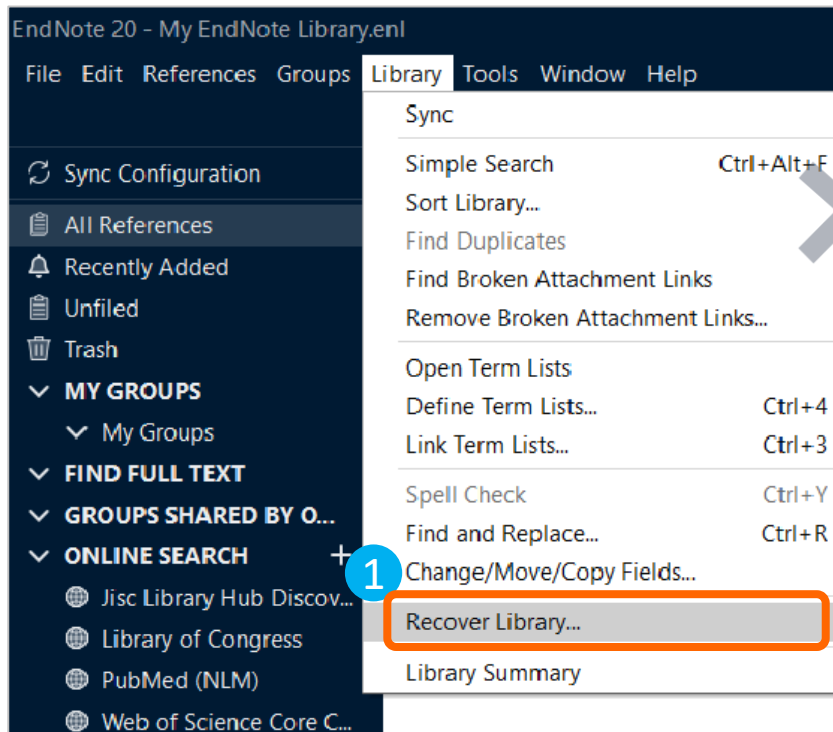 EndNote 20 - My EndNote Library.enl
File Edit References Groups Library Tools Window Help
Sync Configuration
All References
Recently Added
Unfiled
Trash
MY GROUPS
My Groups
FIND FULL TEXT
GROUPS SHARED BY O...
ONLINE SEARCH +
Jisc Library Hub Discov...
Library of Congress
PubMed (NLM)
Web of Science Core C...
Sync
Simple Search Ctrl+Alt+F
Sort Library...
Find Duplicates
Find Broken Attachment Links
Remove Broken Attachment Links...
Open Term Lists
Define Term Lists... Ctrl+4
Link Term Lists... Ctrl+3
Spell Check Ctrl+Y
Find and Replace... Ctrl+R
Change/Move/Copy Fields...
1
Recover Library...
Library Summary